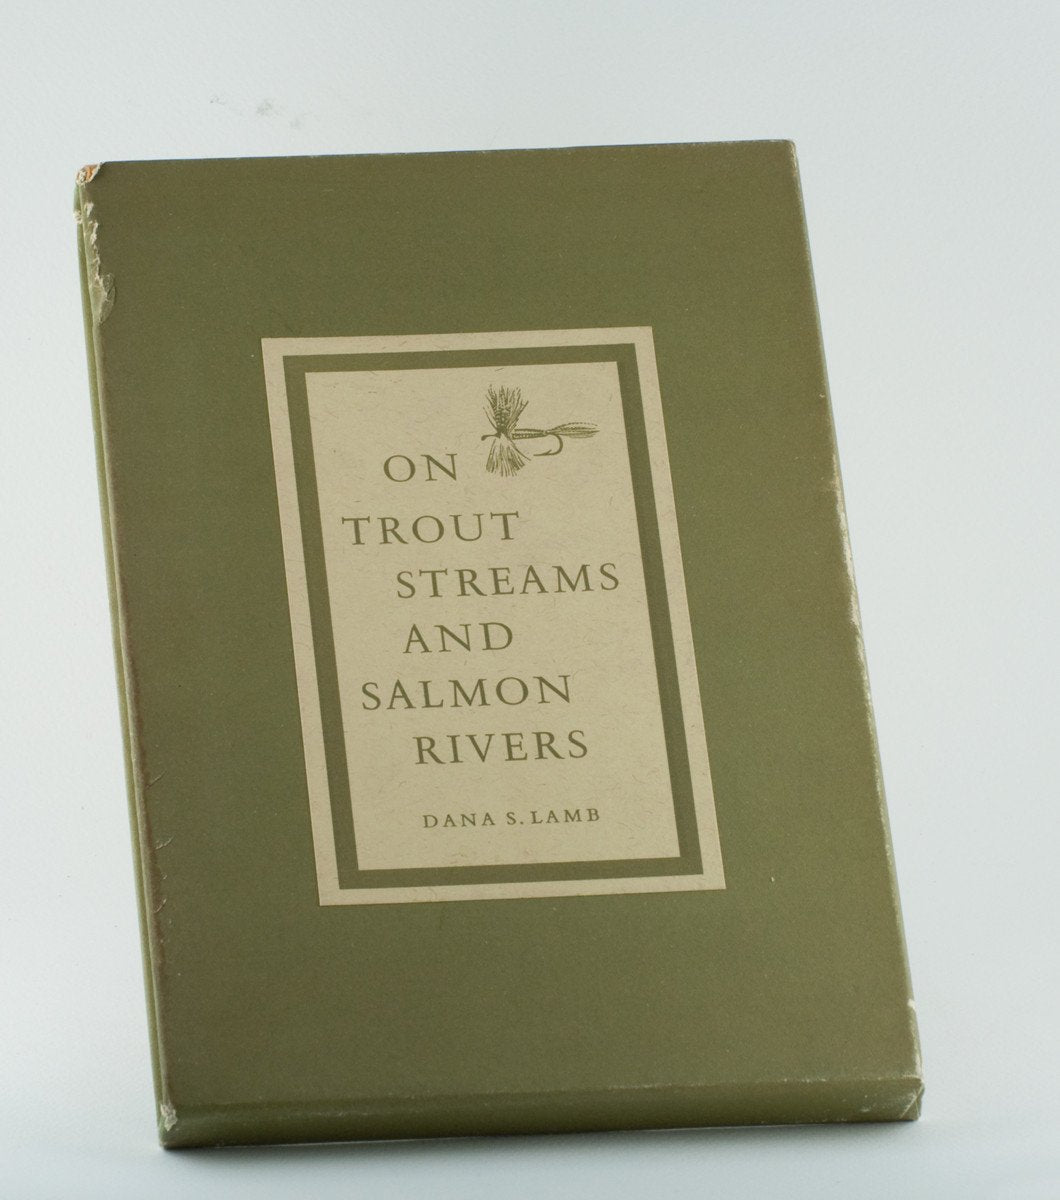 ON
TROUT
STREAMS
AND
SALMON
RIVERS
DANA S. LAMB